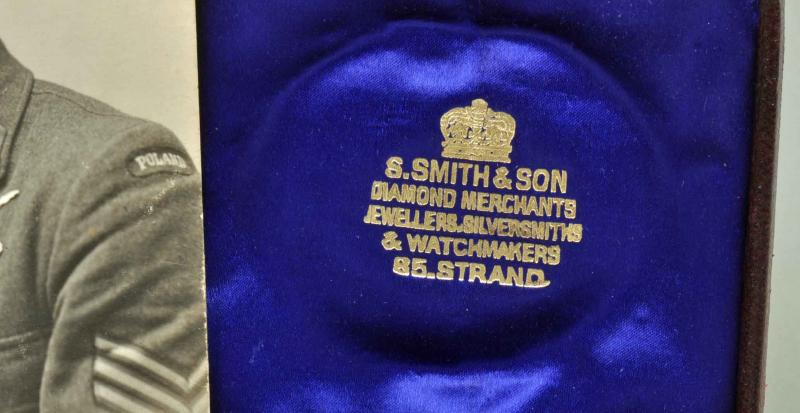 POLAND
S. SMITH & SON
DIAMOND MERCHANTS
JEWELLERS, SILVERSMITHS
& WATCHMAKERS
85. STRAND.